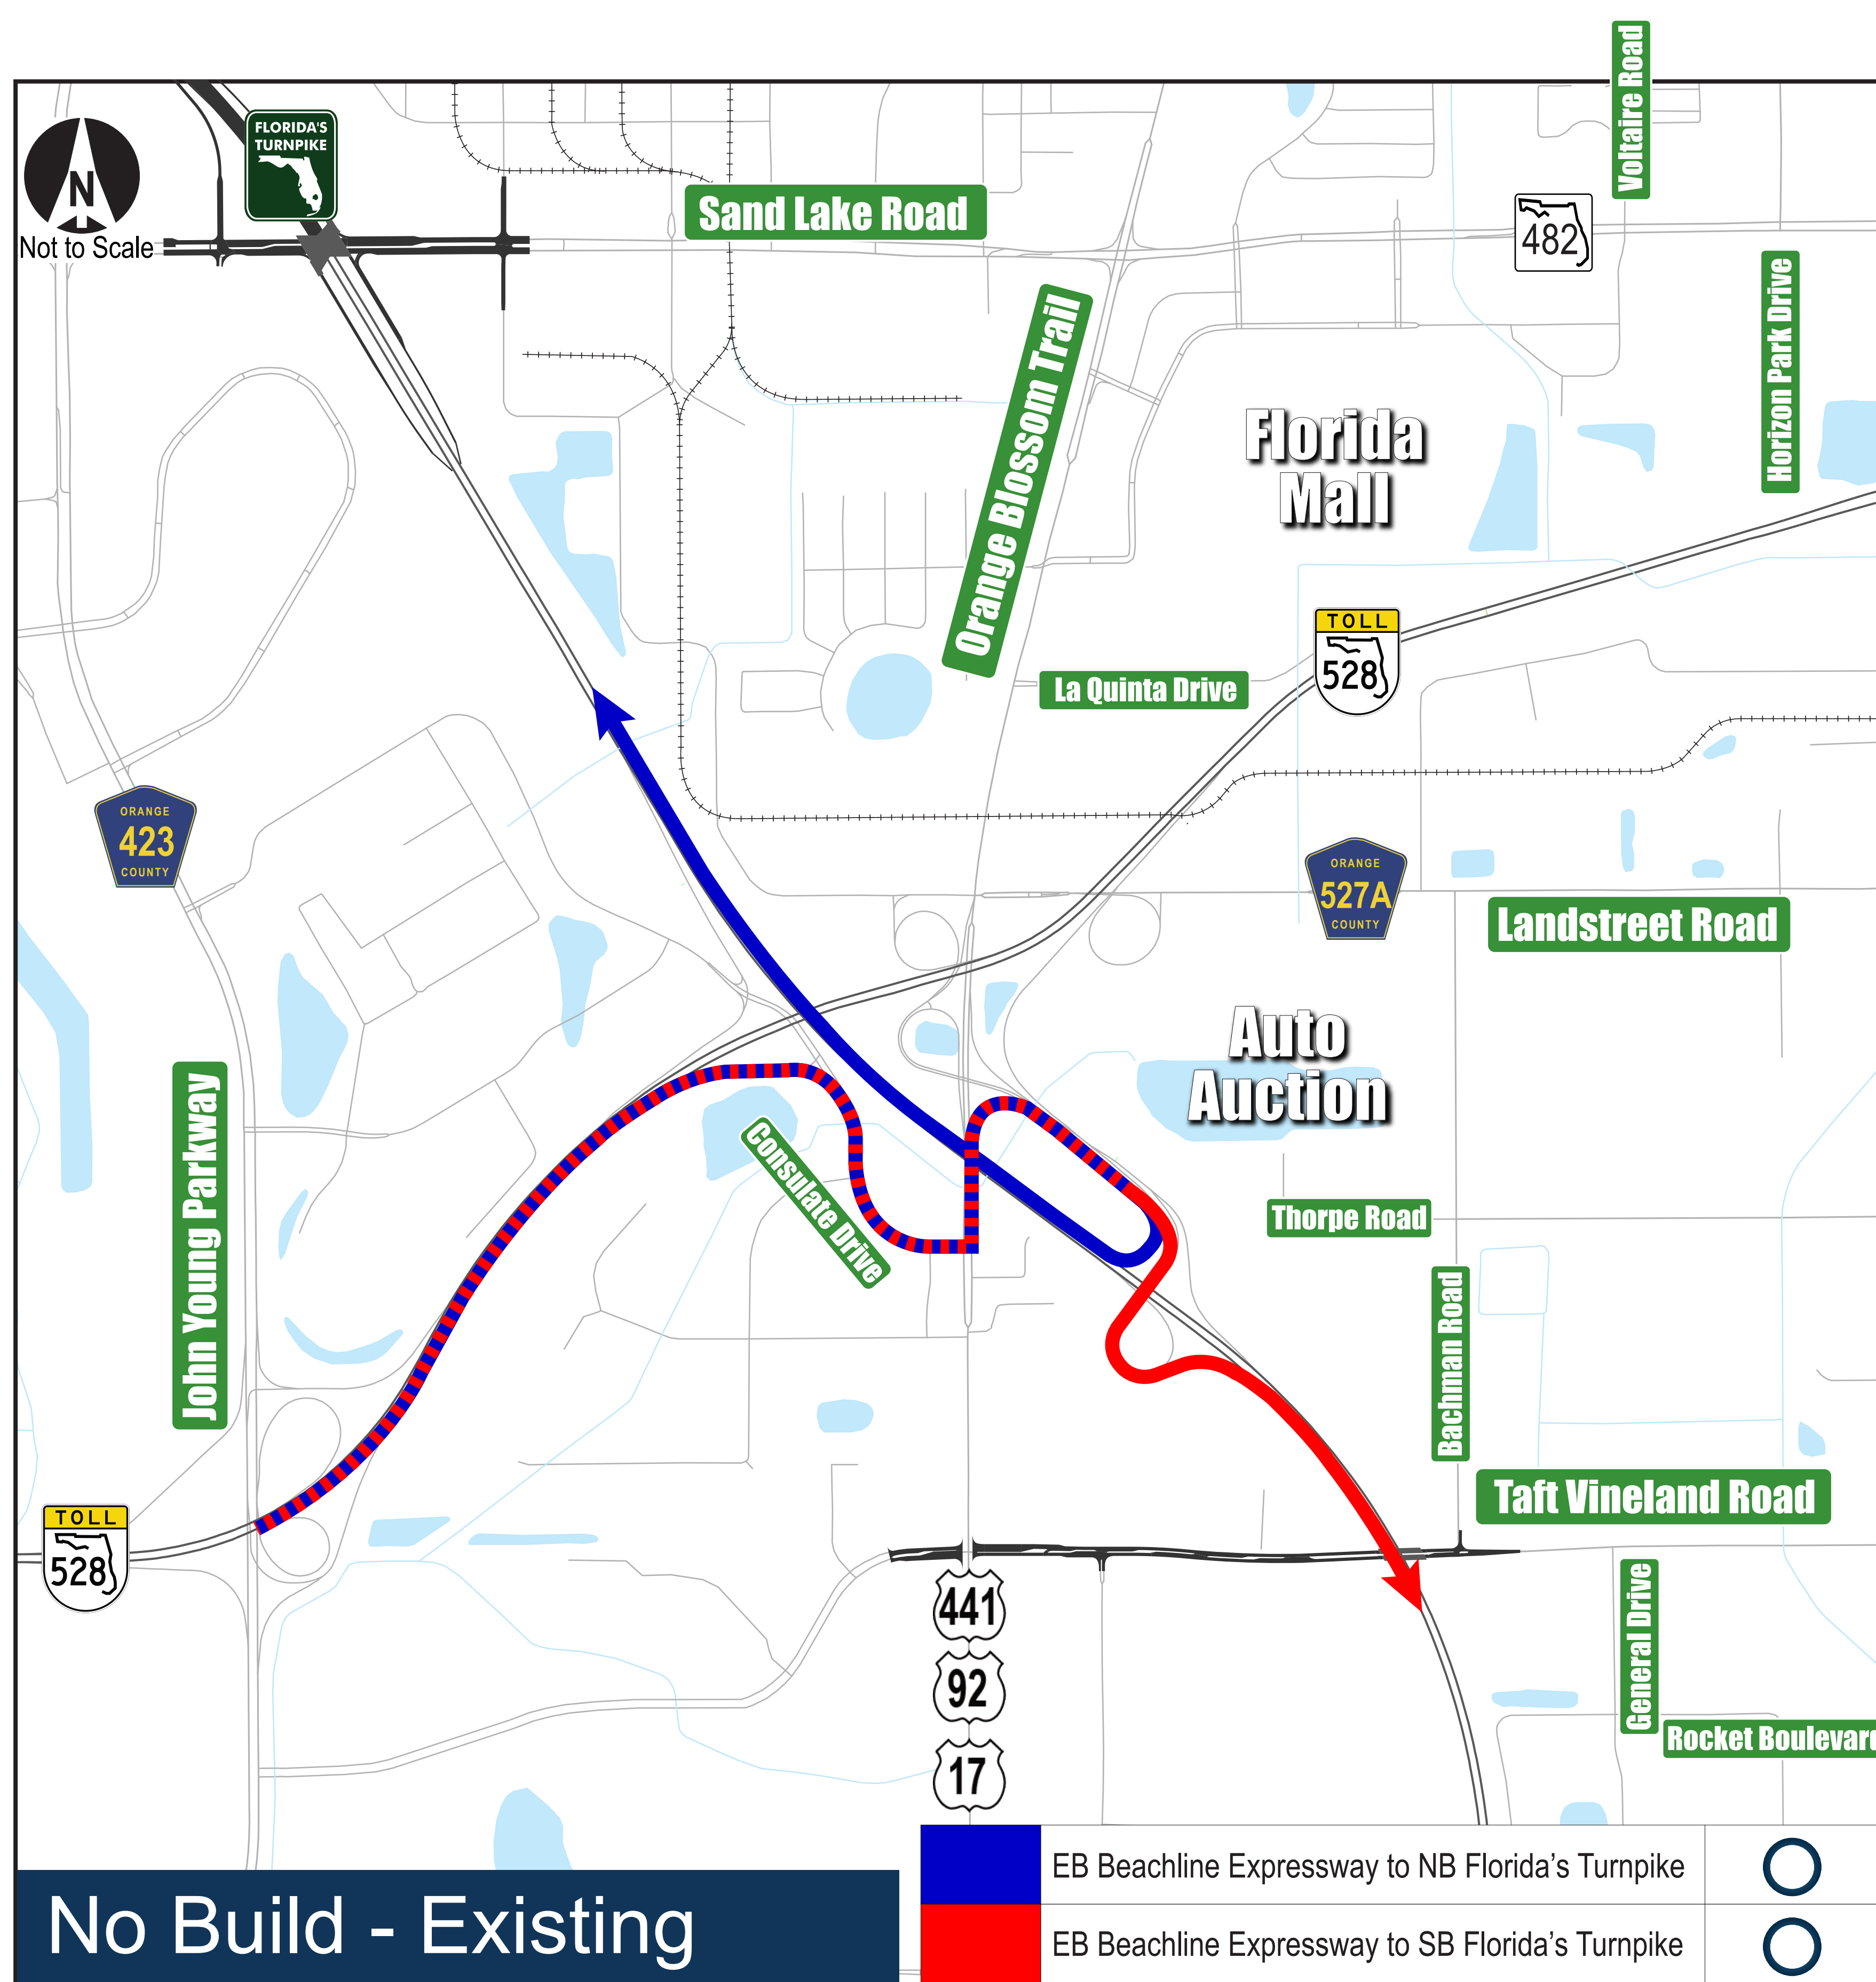 Voltaire Road
FLORIDA'S
TURNPIKE
N
Not to Scale
Sand Lake Road
482
Horizon Park Drive
Orange Blossom Trail
Florida
Mall
TOLL
528
La Quinta Drive
ORANGE
423
COUNTY
ORANGE
527A
COUNTY
Landstreet Road
Auto
Auction
John Young Parkway
Consulate Drive
Thorpe Road
Bachman Road
Taft Vineland Road
TOLL
528
441
92
17
General Drive
Rocket Boulevar
EB Beachline Expressway to NB Florida’s Turnpike
No Build - Existing
EB Beachline Expressway to SB Florida’s Turnpike